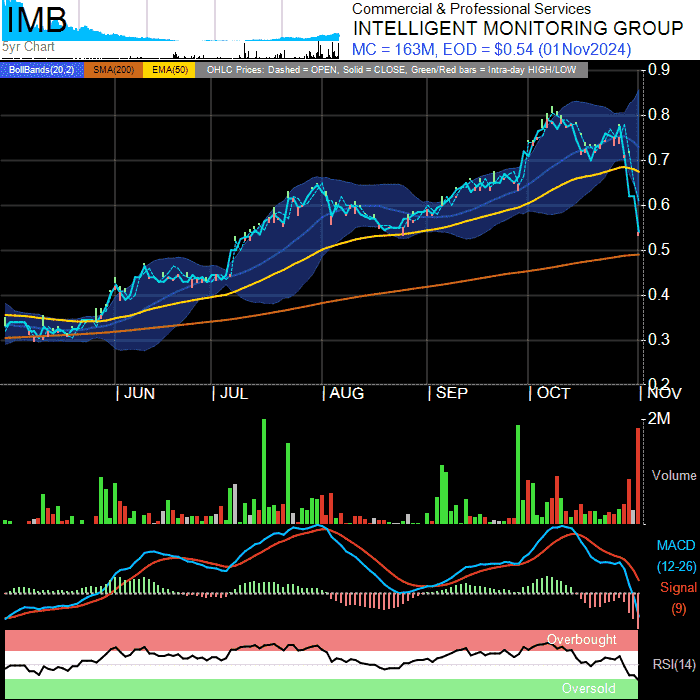 IMB
5yr Chart
Commercial & Professional Services
INTELLIGENT MONITORING GROUP
MC = 163M, EOD = $0.54 (01Nov2024)
BollBands(20,2) SMA(200) EMA(50) OHLC Prices: Dashed = OPEN, Solid = CLOSE, Green/Red bars = Intra-day HIGH/LOW
0.9
0.8
0.7
0.6
0.5
0.4
0.3
0.2
JUN JUL AUG SEP OCT NOV
2M
Volume
MACD
(12-26)
Signal
(9)
Overbought
RSI(14)
Oversold